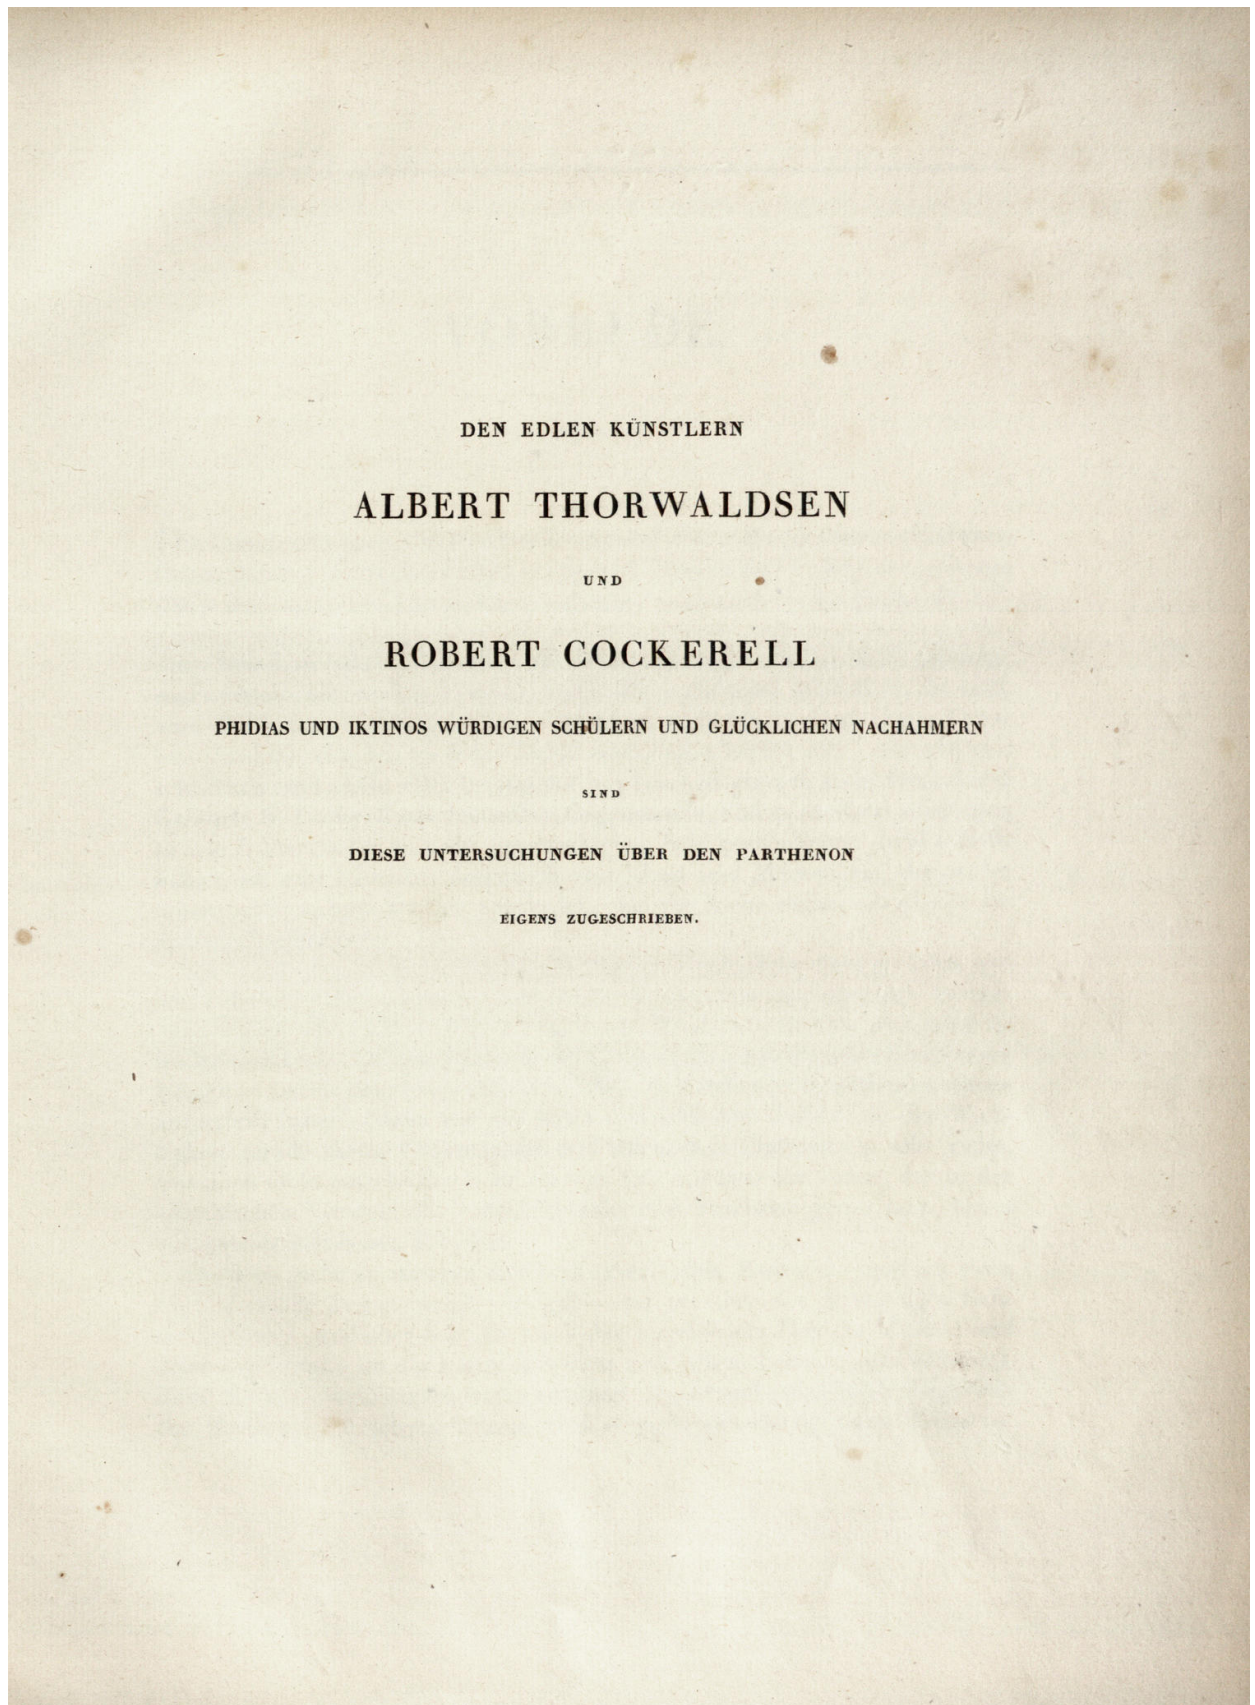 DEN EDLEN KÜNSTLERN
ALBERT THORWALDSEN
UND
ROBERT COCKERELL
PHIDIAS UND IKTINOS WÜRDIGEN SCHÜLERN UND GLÜCKLICHEN NACHAHMERN
SIND
DIESE UNTERSUCHUNGEN ÜBER DEN PARTHENON
EIGENS ZUGESCHRIEBEN.